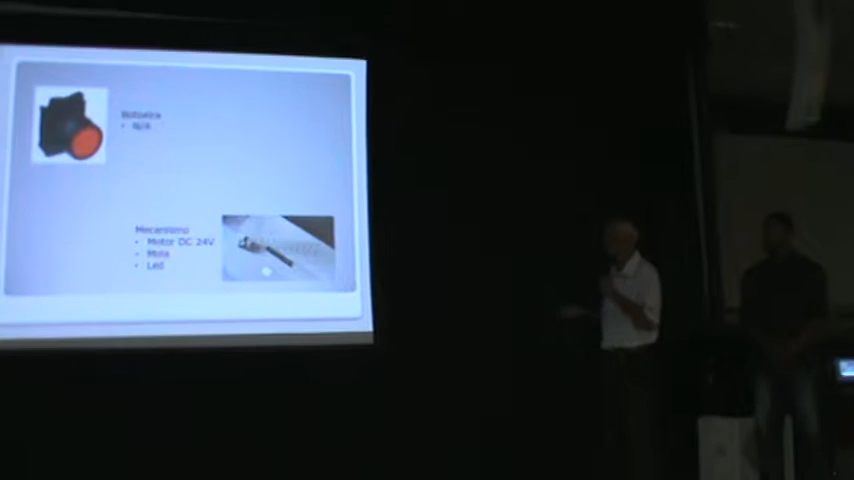 Botoeira
• N/A
Mecanismo
• Motor DC 24V
• Mola
• Led